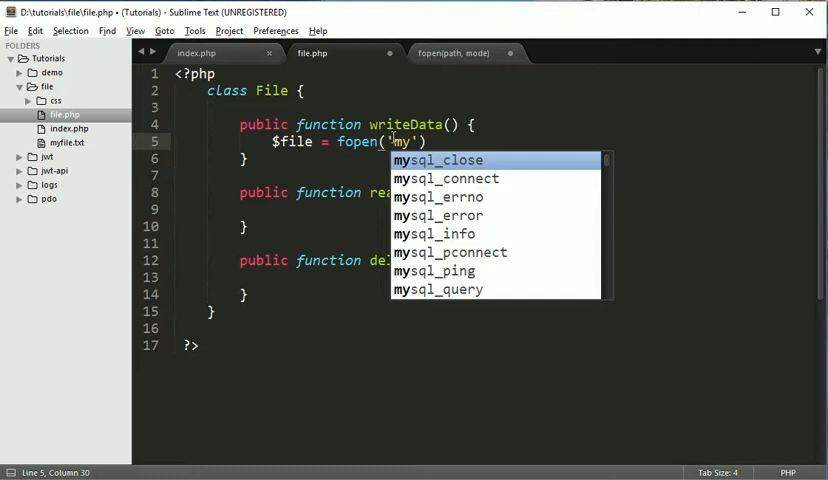 D:\tutorials\file\file.php • (Tutorials) - Sublime Text (UNREGISTERED)
File Edit Selection Find View Goto Tools Project Preferences Help
FOLDERS
Tutorials
demo
file
css
file.php
index.php
myfile.txt
jwt
jwt-api
logs
pdo
index.php file.php fopen(path, mode)
1 <?php
2 class File {
3
4 public function writeData() {
5 $file = fopen('my')
6 }
7
8 public function rea
9
10 }
11
12 public function del
13
14 }
15 }
16
17 ?>
mysql_close
mysql_connect
mysql_errno
mysql_error
mysql_info
mysql_pconnect
mysql_ping
mysql_query
Line 5, Column 30 Tab Size: 4 PHP